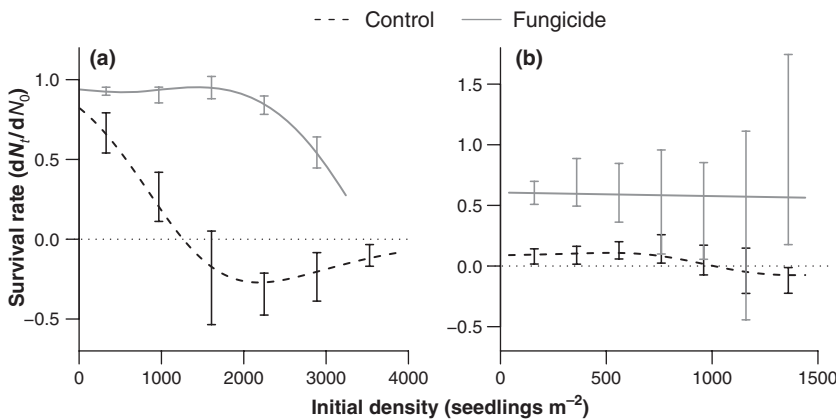 Control Fungicide
(a) (b)
Survival rate (dNₜ/dN₀)
1.0
0.5
0.0
−0.5
1.5
1.0
0.5
0.0
−0.5
0 1000 2000 3000 4000
0 500 1000 1500
Initial density (seedlings m⁻²)